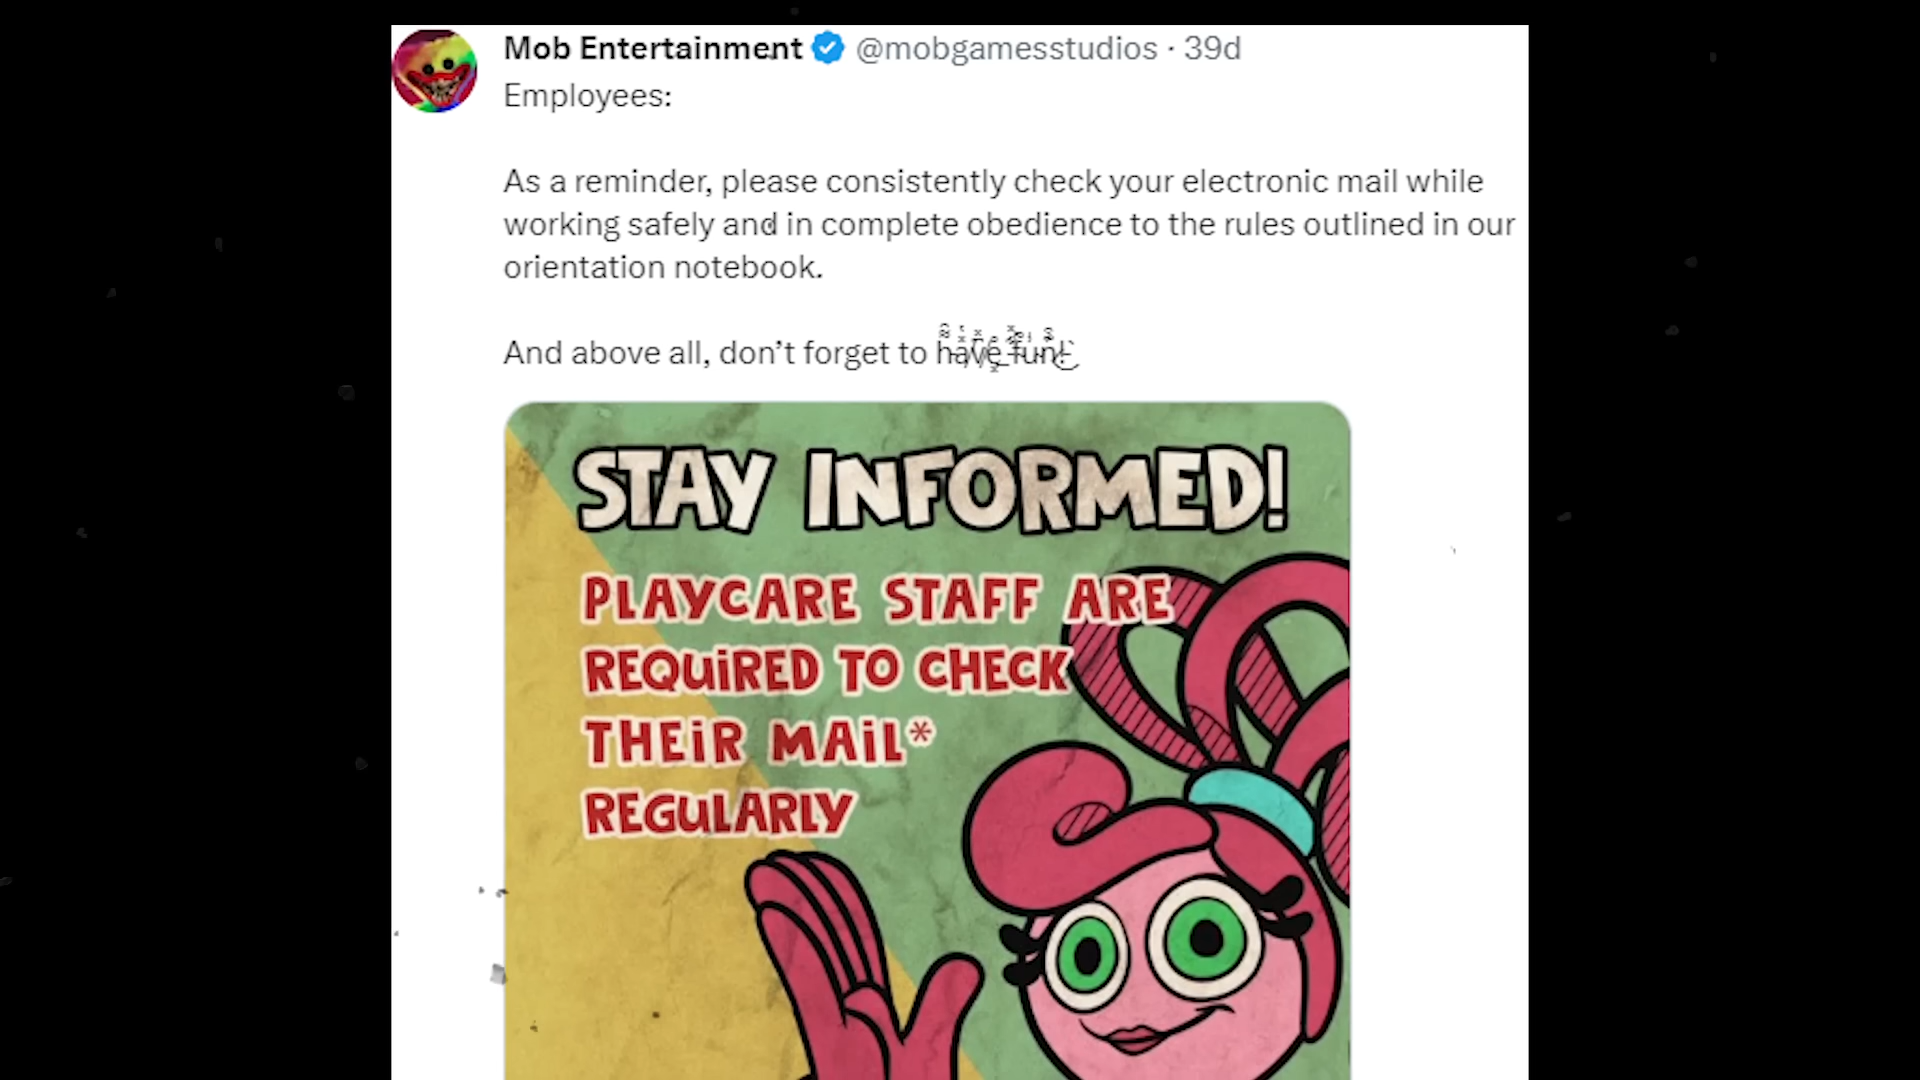 Mob Entertainment @mobgamesstudios · 39d
Employees:
As a reminder, please consistently check your electronic mail while
working safely and in complete obedience to the rules outlined in our
orientation notebook.
And above all, don’t forget to have fun!
STAY INFORMED!
PLAYCARE STAFF ARE
REQUiRED TO CHECK
THEiR MAiL*
REGULARLY